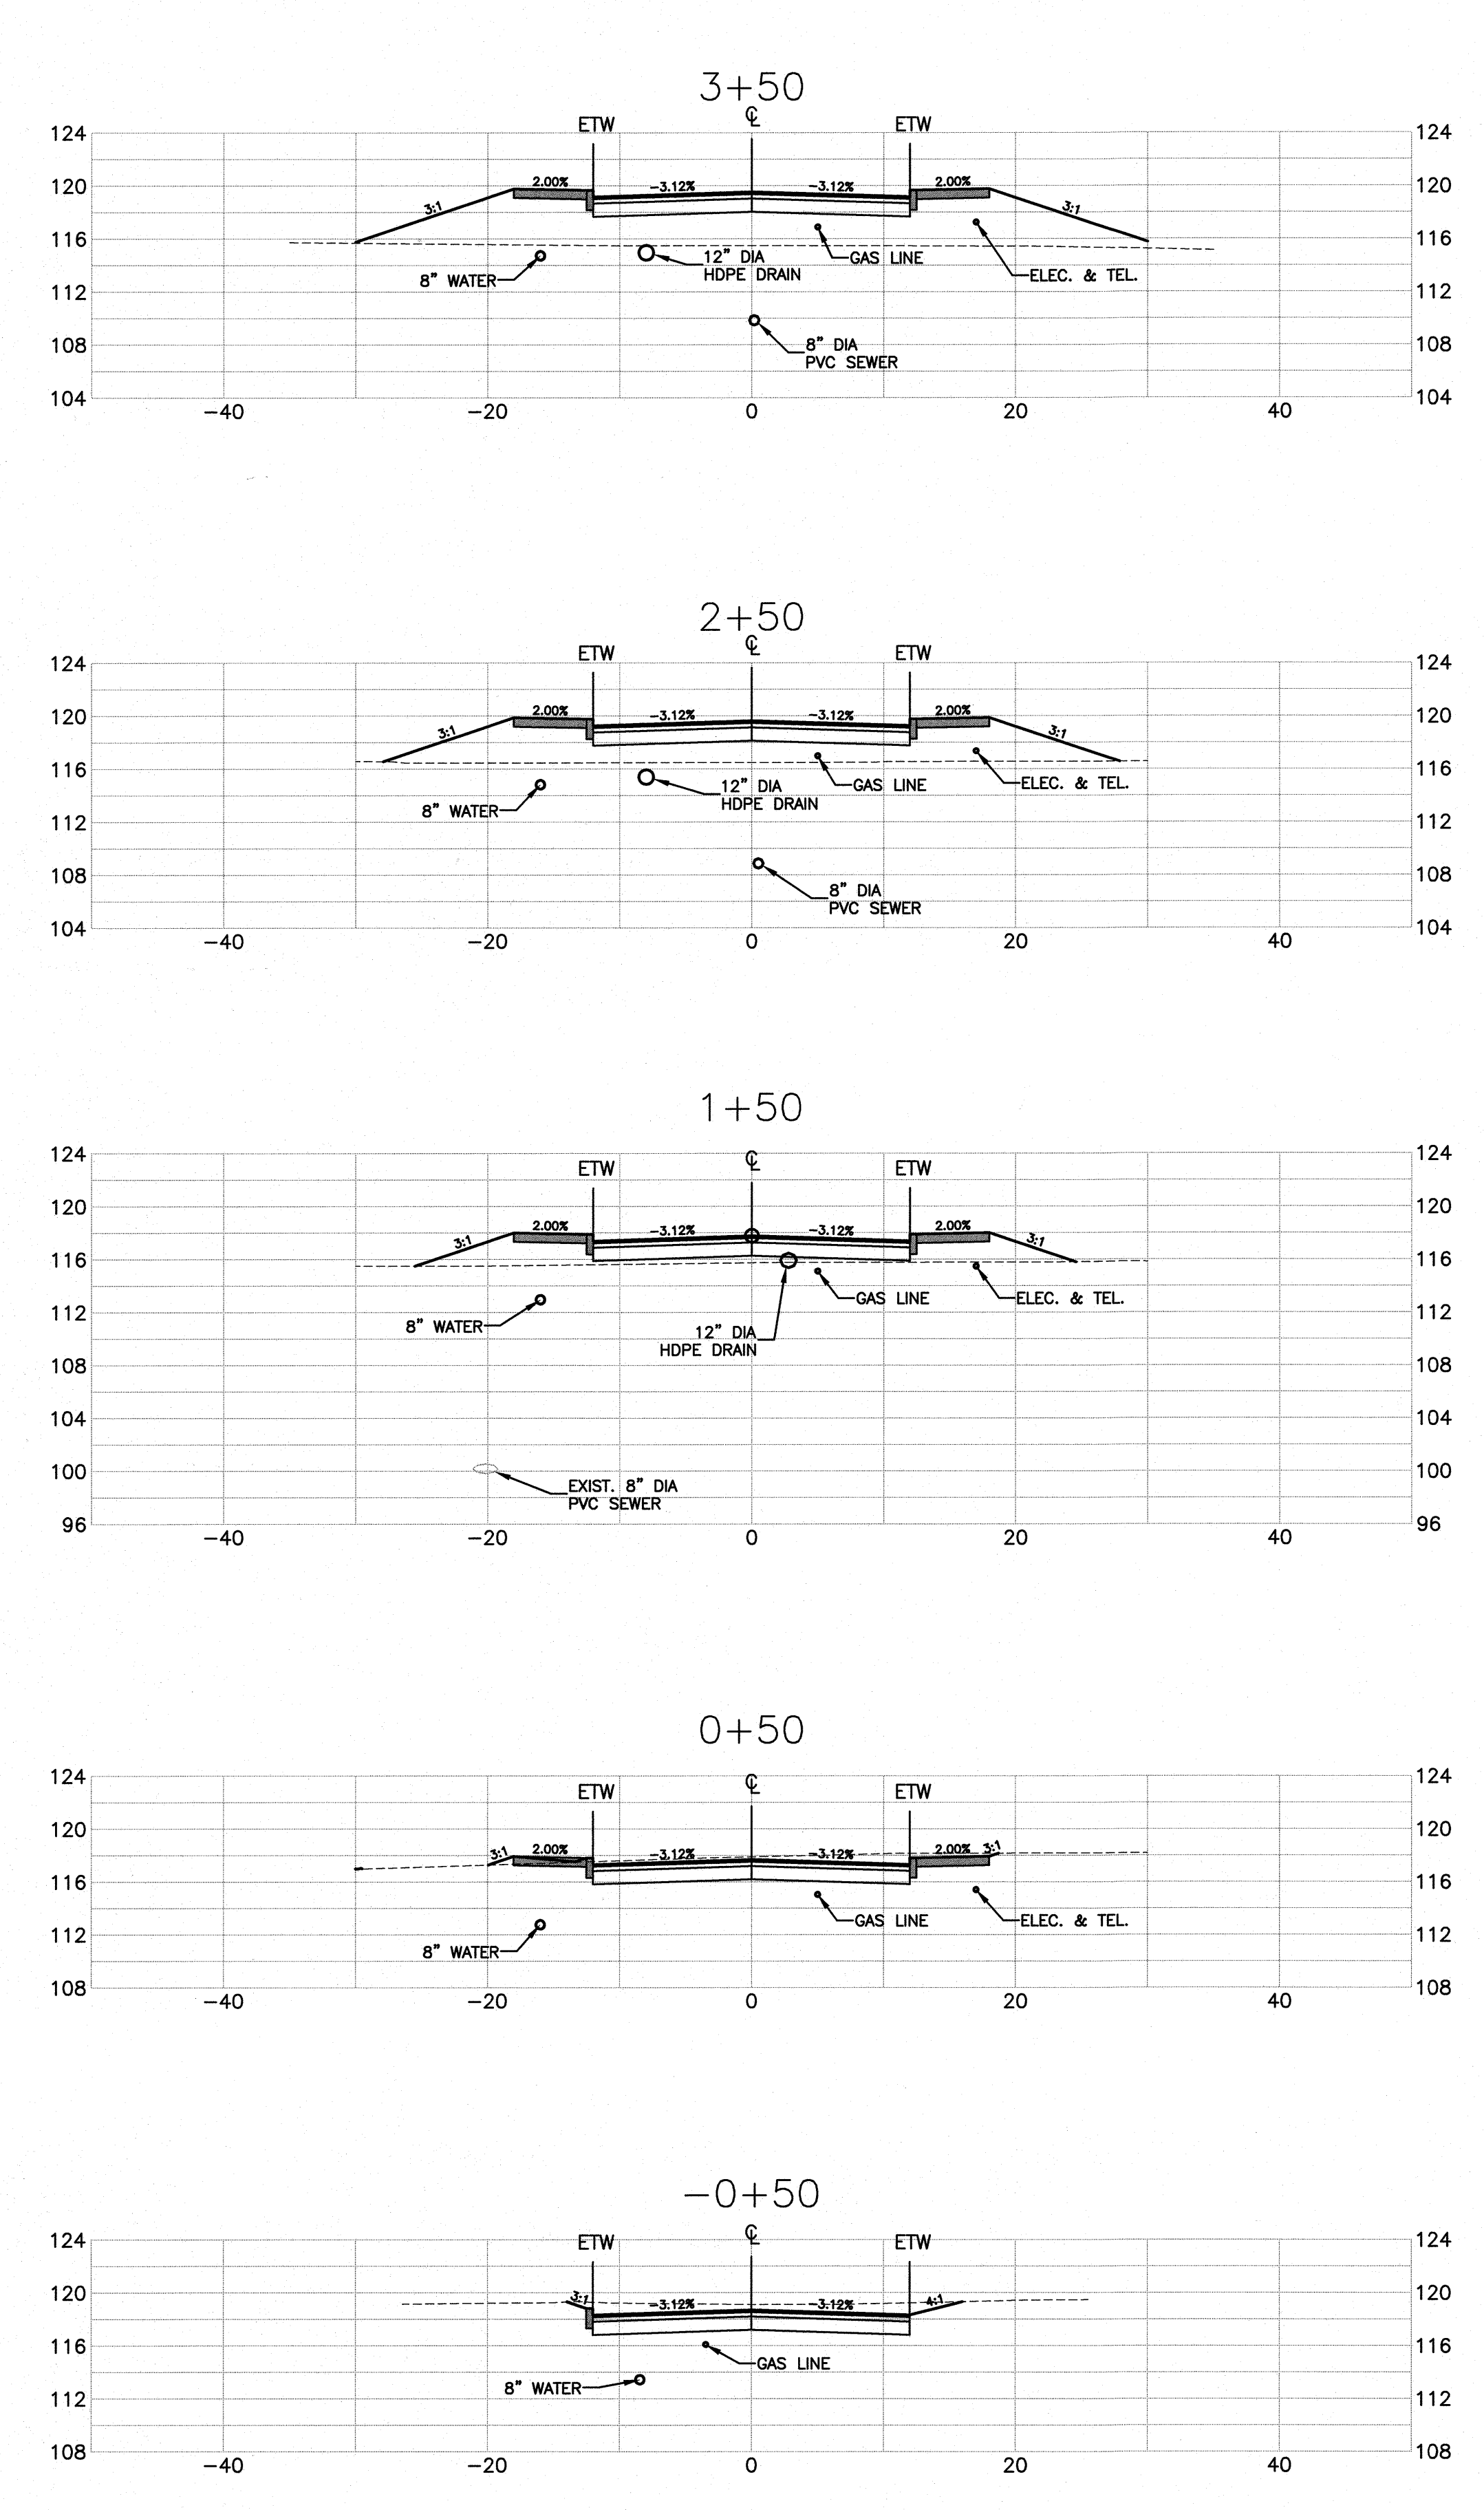 3+50
℄
ETW ETW
124 124
2.00% -3.12% -3.12% 2.00%
120 120
3:1 3:1
116 116
8" WATER
12" DIA
HDPE DRAIN
GAS LINE
ELEC. & TEL.
112 112
8" DIA
PVC SEWER
108 108
104 104
-40 -20 0 20 40
2+50
℄
ETW ETW
124 124
2.00% -3.12% -3.12% 2.00%
120 120
3:1 3:1
116 116
8" WATER
12" DIA
HDPE DRAIN
GAS LINE
ELEC. & TEL.
112 112
108 108
8" DIA
PVC SEWER
104 104
-40 -20 0 20 40
1+50
124 124
℄
ETW ETW
120 120
2.00% -3.12% -3.12% 2.00%
3:1 3:1
116 116
8" WATER
12" DIA
HDPE DRAIN
GAS LINE
ELEC. & TEL.
112 112
108 108
104 104
100 100
EXIST. 8" DIA
PVC SEWER
96 96
-40 -20 0 20 40
0+50
124 124
℄
ETW ETW
120 120
3:1 2.00% -3.12% -3.12% 2.00% 3:1
116 116
GAS LINE
ELEC. & TEL.
112 112
8" WATER
108 108
-40 -20 0 20 40
-0+50
℄
124 124
ETW ETW
120 120
3:1 -3.12% -3.12% 4:1
116 116
GAS LINE
8" WATER
112 112
108 108
-40 -20 0 20 40